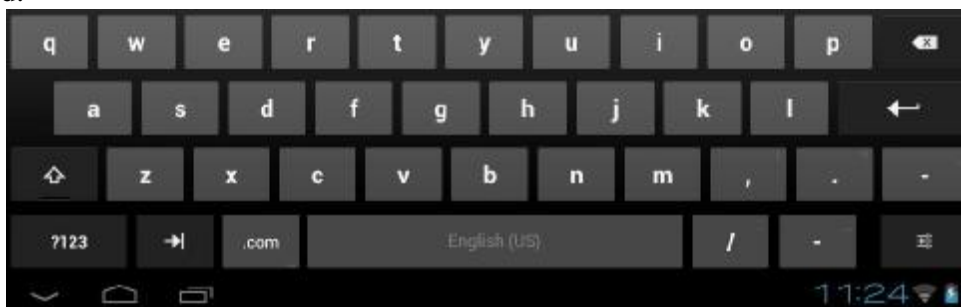 q w e r t y u i o p
a s d f g h j k l
z x c v b n m , . -
?123 .com English (US) / -
11:24